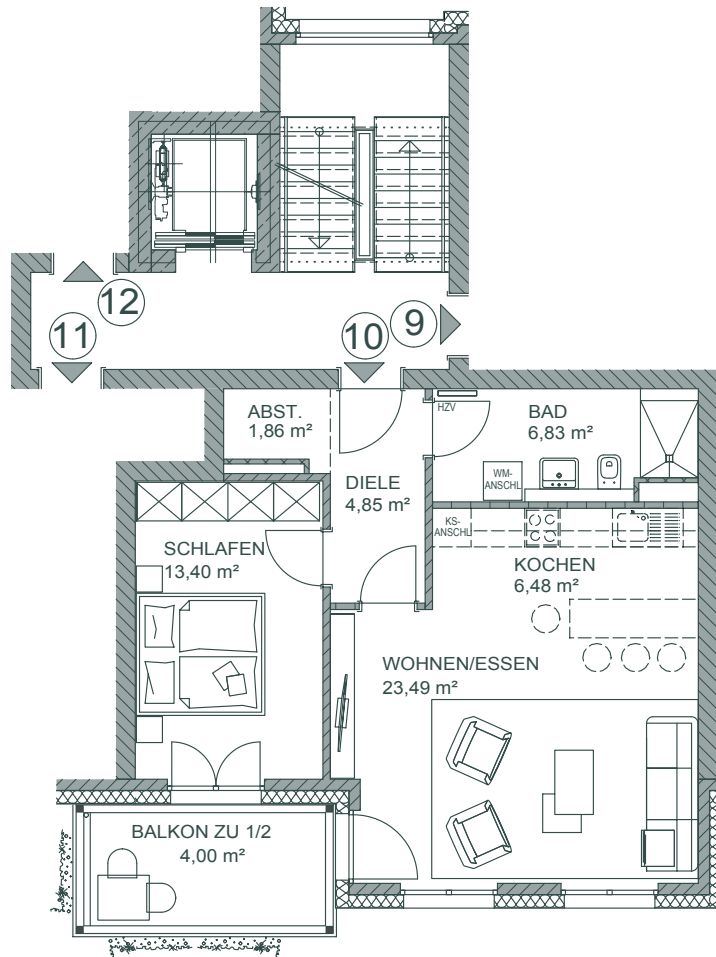 12
11
10
9
ABST.
1,86 m²
HZV
BAD
6,83 m²
WM-
ANSCHL
DIELE
4,85 m²
KS-
ANSCHL
SCHLAFEN
13,40 m²
KOCHEN
6,48 m²
WOHNEN/ESSEN
23,49 m²
BALKON ZU 1/2
4,00 m²